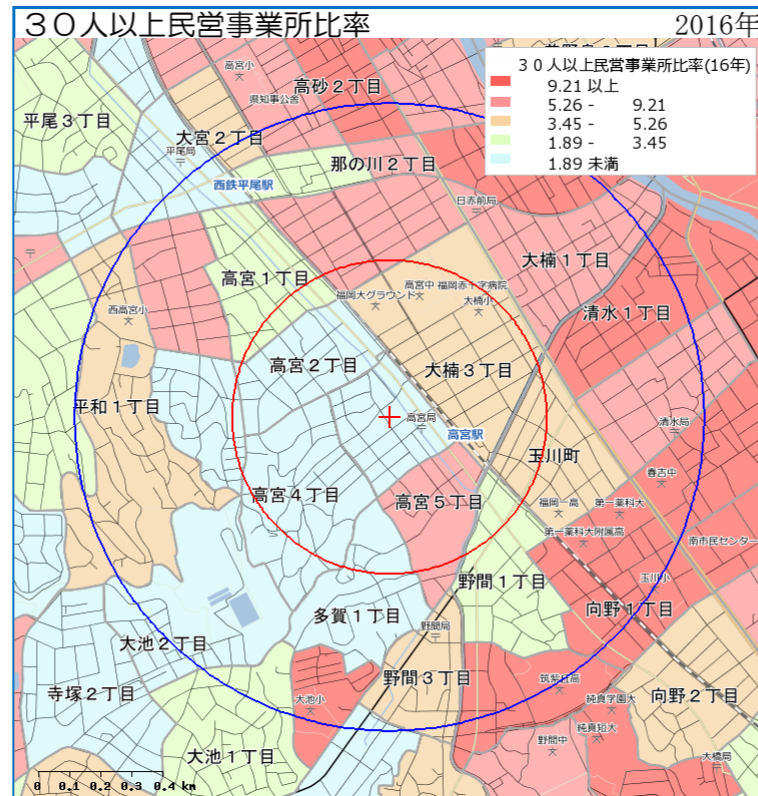 ３０人以上民営事業所比率
2016年
３０人以上民営事業所比率(16年)
9.21 以上
5.26 - 9.21
3.45 - 5.26
1.89 - 3.45
1.89 未満
高宮小
県知事公舎
高砂２丁目
平尾３丁目
大宮２丁目
平尾局
那の川２丁目
西鉄平尾駅
日赤前局
大楠１丁目
高宮１丁目
高宮中
福岡赤十字病院
福岡大グラウンド
大楠小
西高宮小
清水１丁目
高宮２丁目
大楠３丁目
平和１丁目
高宮局
高宮駅
清水局
玉川町
春吉中
高宮４丁目
高宮５丁目
福岡一高
第一薬科大
第一薬科大附属高
南市民センター
野間１丁目
玉川小
多賀１丁目
向野１丁目
野間局
大池２丁目
野間３丁目
筑紫丘高
寺塚２丁目
大池小
純真学園大
向野２丁目
純真短大
野間中
大池１丁目
大橋局
0 0.1 0.2 0.3 0.4 km